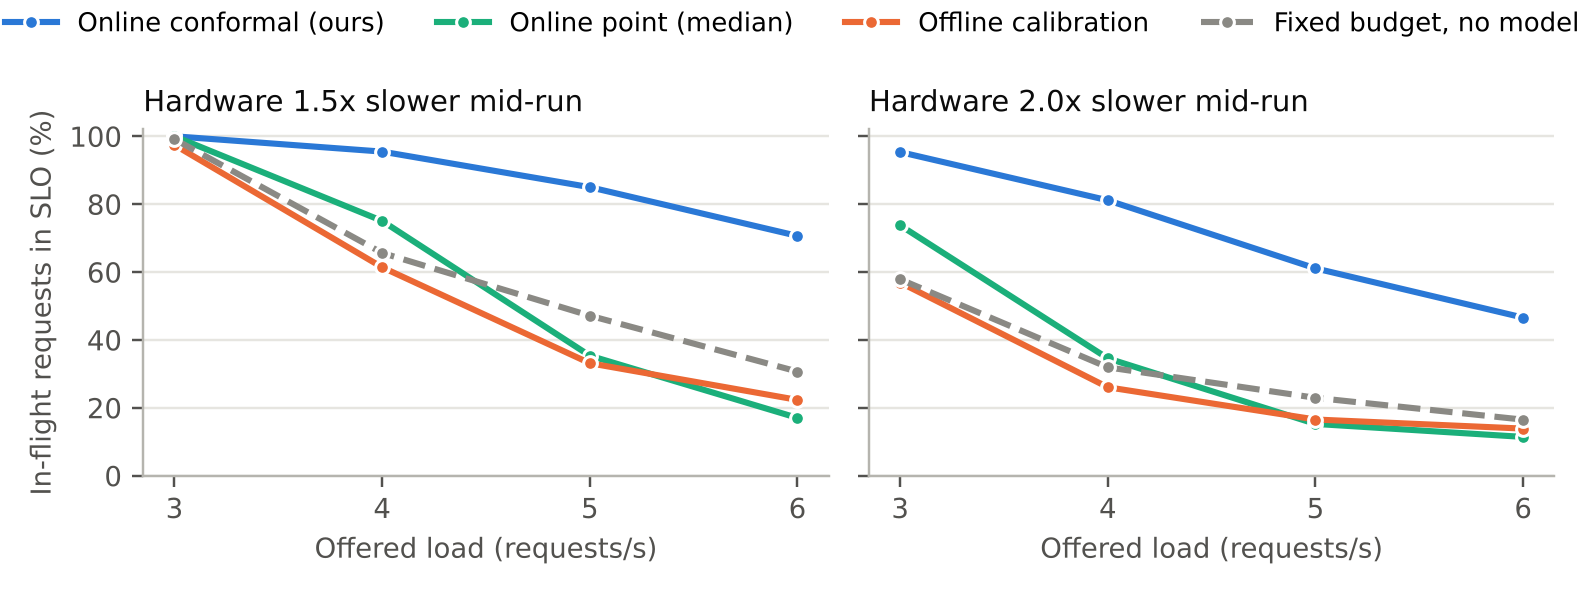 Online conformal (ours) Online point (median) Offline calibration Fixed budget, no model
Hardware 1.5x slower mid-run
Hardware 2.0x slower mid-run
In-flight requests in SLO (%)
100
80
60
40
20
0
3 4 5 6
3 4 5 6
Offered load (requests/s)
Offered load (requests/s)